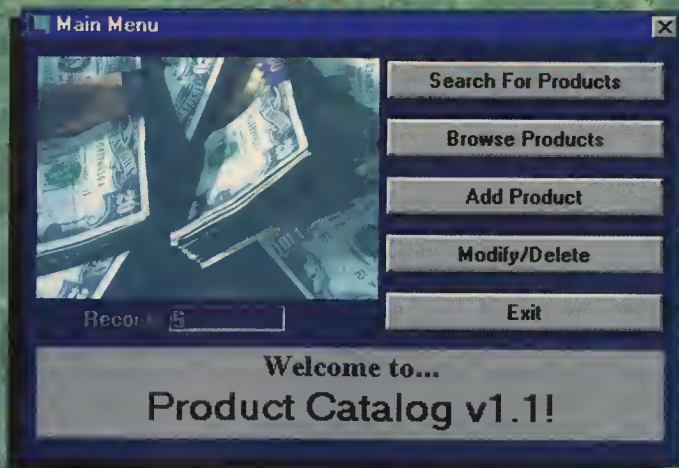 Main Menu
Search For Products
Browse Products
Add Product
Modify/Delete
Exit
5
Welcome to...
Product Catalog v1.1!